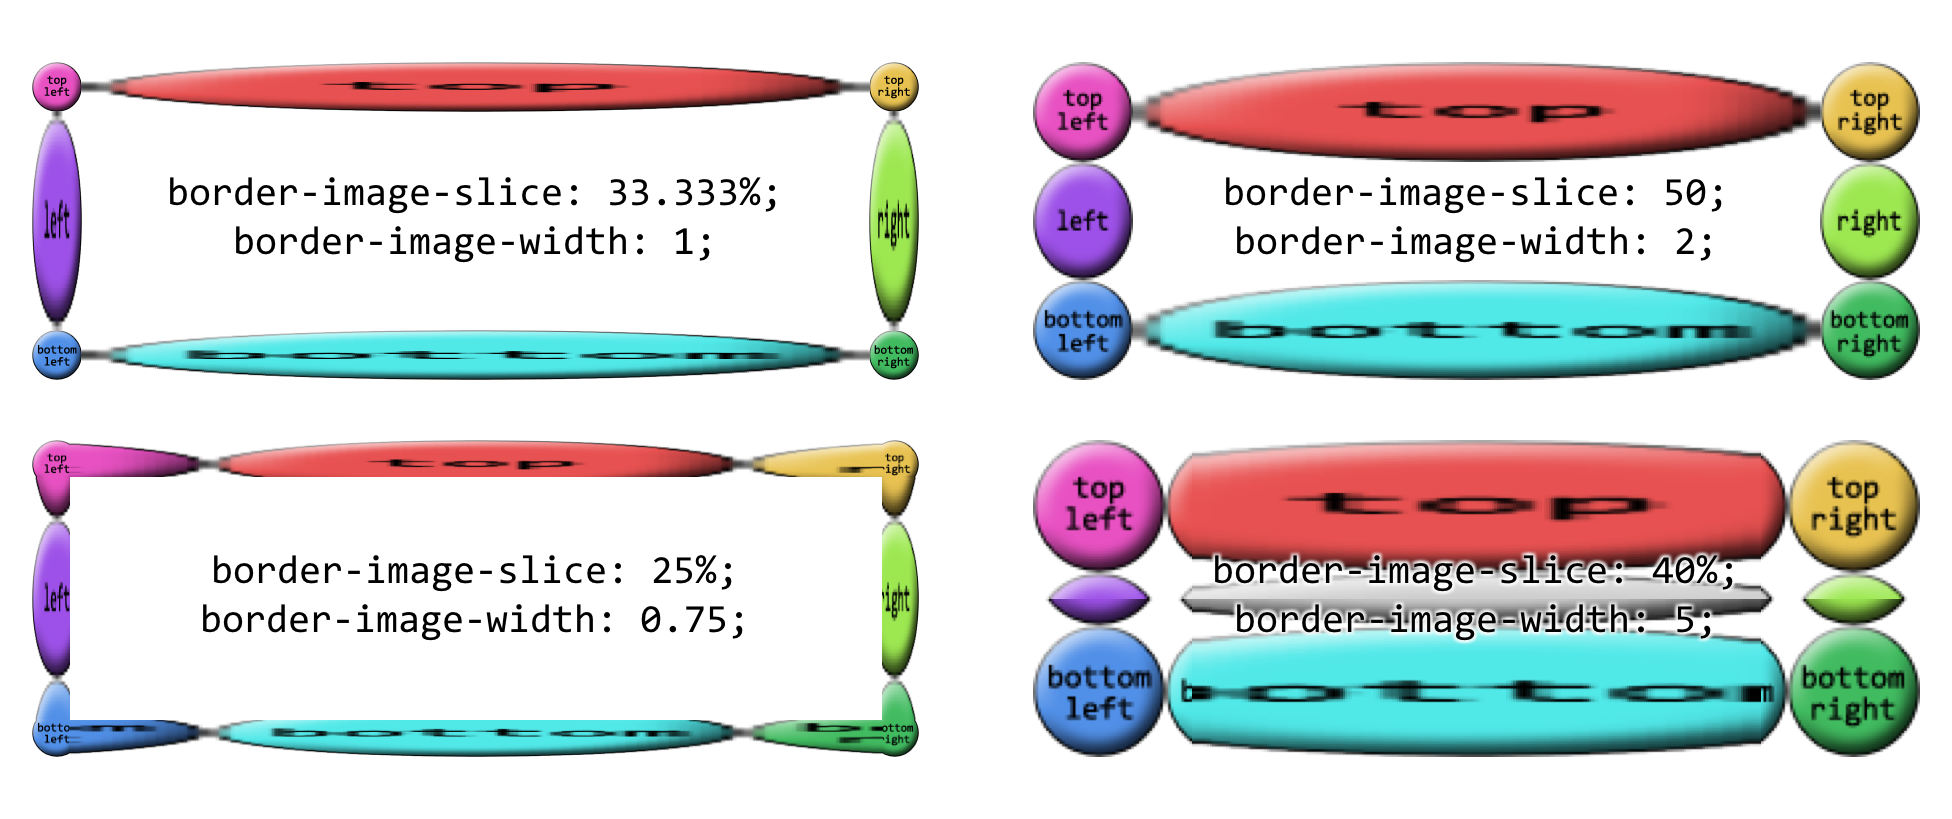 top
left
top
top
right
left
border-image-slice: 33.333%;
border-image-width: 1;
right
bottom
left
bottom
bottom
right
top
left
top
top
right
left
border-image-slice: 50;
border-image-width: 2;
right
bottom
left
bottom
bottom
right
top
left
top
top
right
left
border-image-slice: 25%;
border-image-width: 0.75;
right
botto
left
bottom
ottom
right
top
left
top
top
right
border-image-slice: 40%;
border-image-width: 5;
bottom
left
bottom
bottom
right